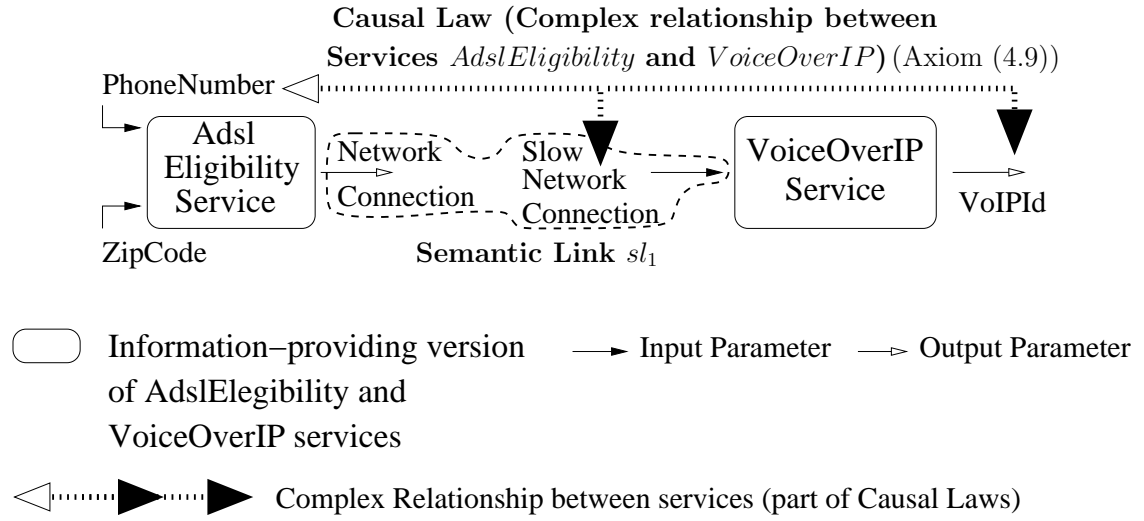 Causal Law (Complex relationship between
Services AdslEligibility and VoiceOverIP) (Axiom (4.9))
PhoneNumber
Adsl
Eligibility
Service
ZipCode
Network
Connection
Slow
Network
Connection
Semantic Link sl1
VoiceOverIP
Service
VoIPId
Information−providing version
of AdslElegibility and
VoiceOverIP services
Input Parameter
Output Parameter
Complex Relationship between services (part of Causal Laws)